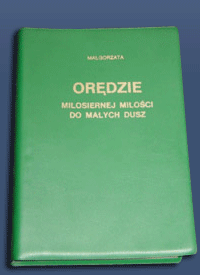 MAŁGORZATA
ORĘDZIE
MIŁOSIERNEJ MIŁOŚCI
DO MAŁYCH DUSZ